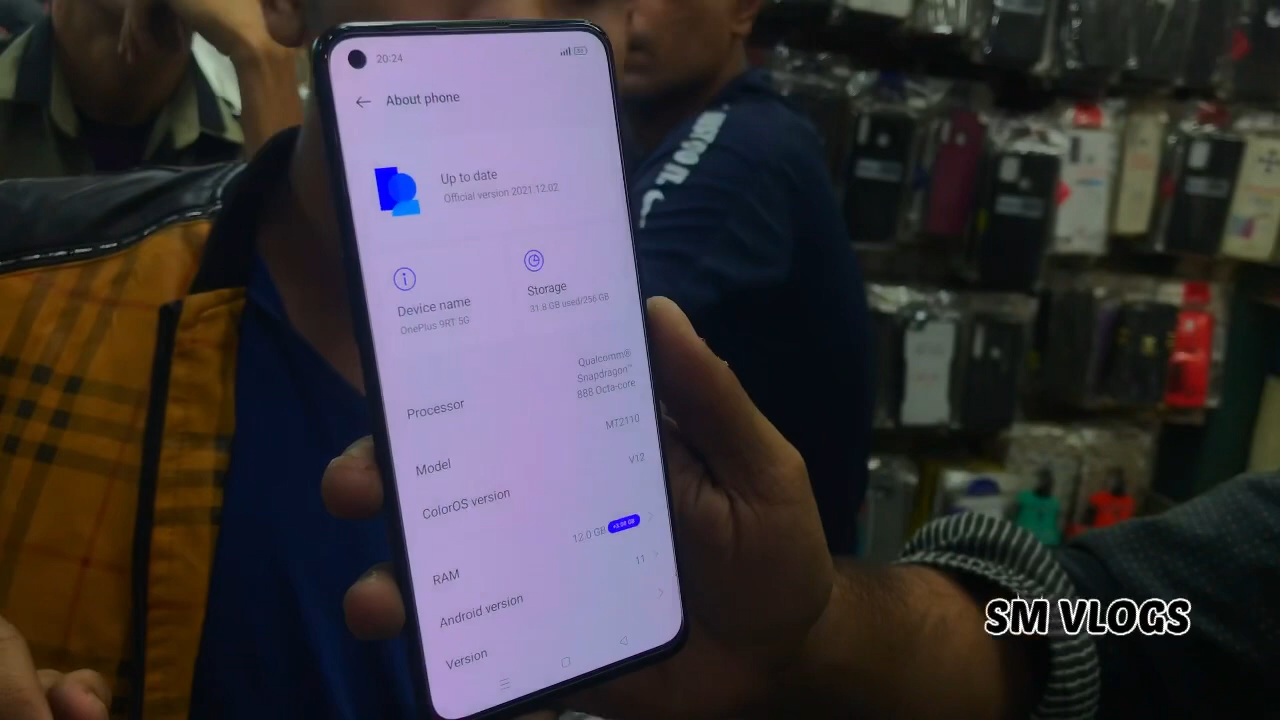 20:24
About phone
Up to date
Official version 2021.12.02
Device name
OnePlus 9RT 5G
Storage
31.8 GB used/256 GB
Processor
Qualcomm®
Snapdragon™
888 Octa-core
Model
MT2110
ColorOS version
V12
RAM
12.0 GB
Android version
11
Version
SM VLOGS